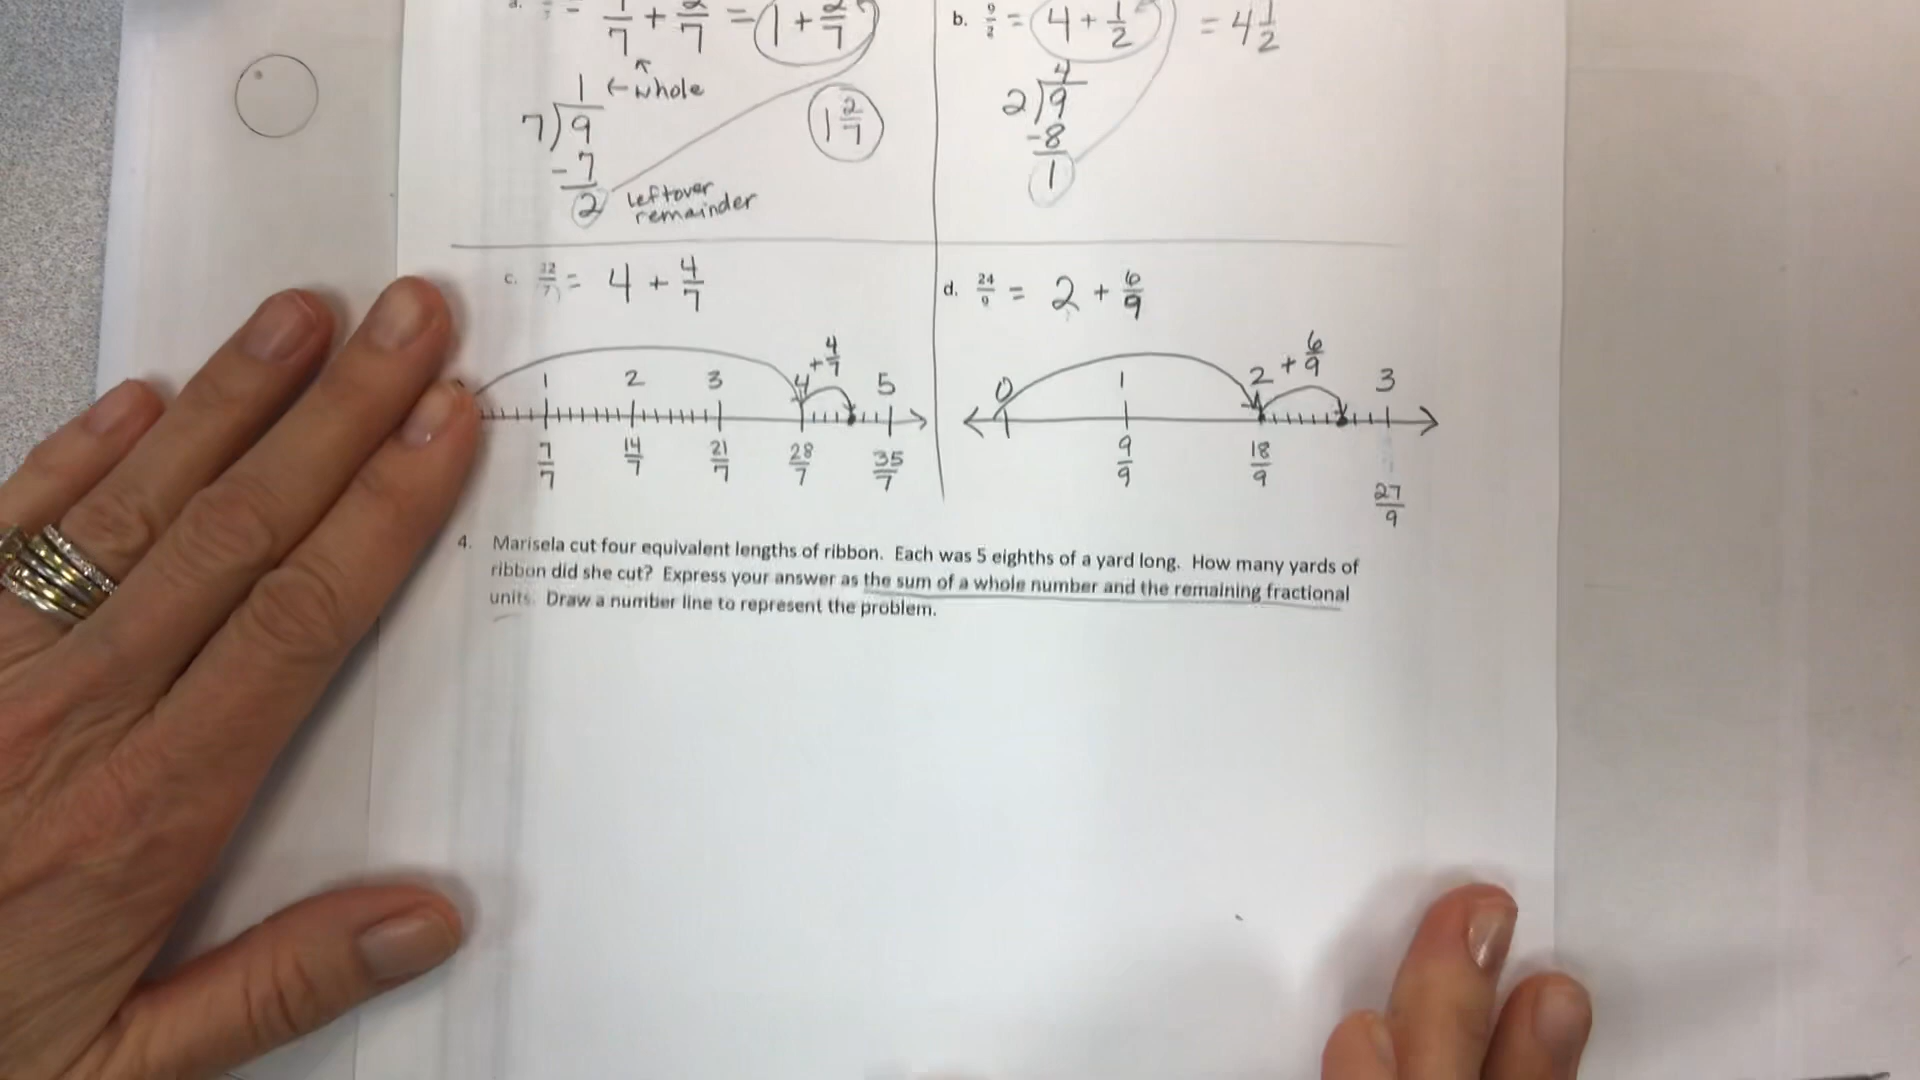 = 7/7 + 2/7 = 1 + 2/7
1 ← whole
7)9
1 2/7
-7
2 leftover
remainder
b. 9/2 = 4 + 1/2 = 4 1/2
4
2)9
-8
1
c. 32/7 = 4 + 4/7
+ 4/7
1 2 3 4 5
7/7 14/7 21/7 28/7 35/7
d. 24/9 = 2 + 6/9
+ 6/9
0 1 2 3
9/9 18/9 27/9
4. Marisela cut four equivalent lengths of ribbon. Each was 5 eighths of a yard long. How many yards of
ribbon did she cut? Express your answer as the sum of a whole number and the remaining fractional
units. Draw a number line to represent the problem.